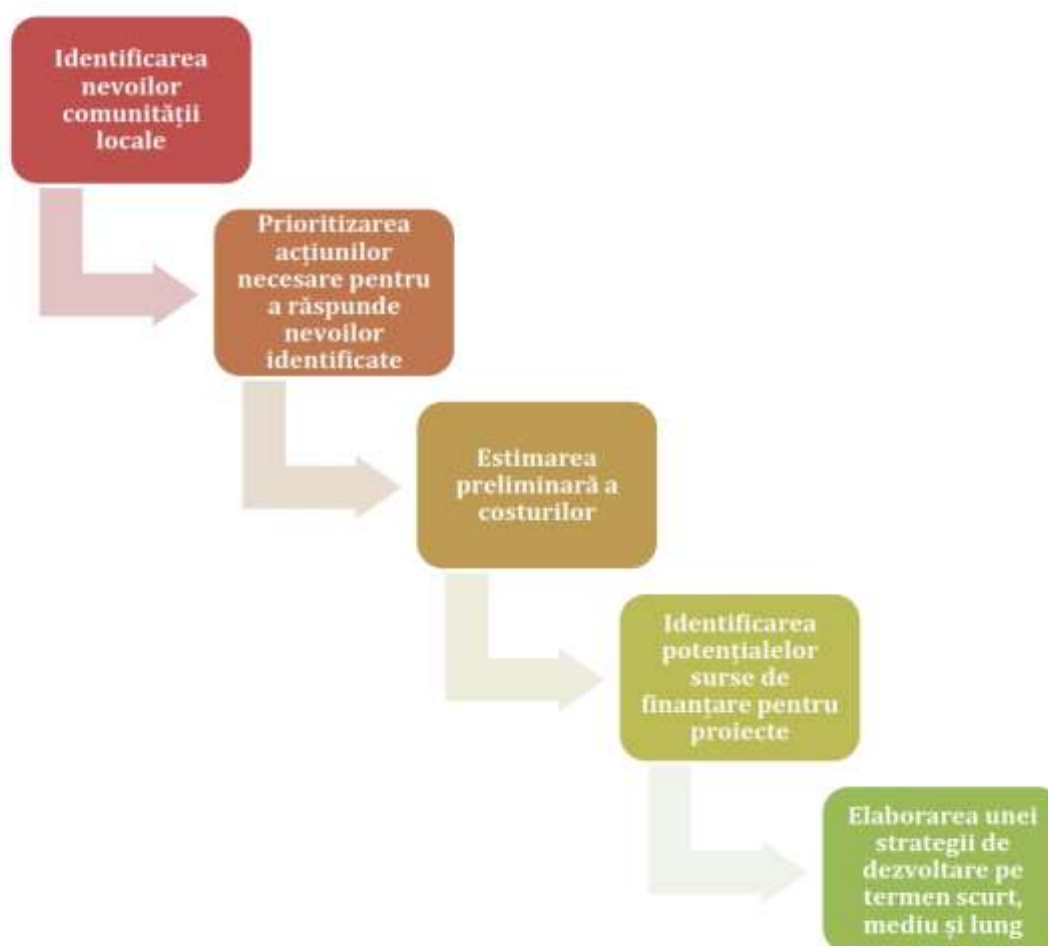 Identificarea
nevoilor
comunității
locale
Prioritizarea
acțiunilor
necesare pentru
a răspunde
nevoilor
identificate
Estimarea
preliminară a
costurilor
Identificarea
potențialelor
surse de
finanțare pentru
proiecte
Elaborarea unei
strategii de
dezvoltare pe
termen scurt,
mediu și lung